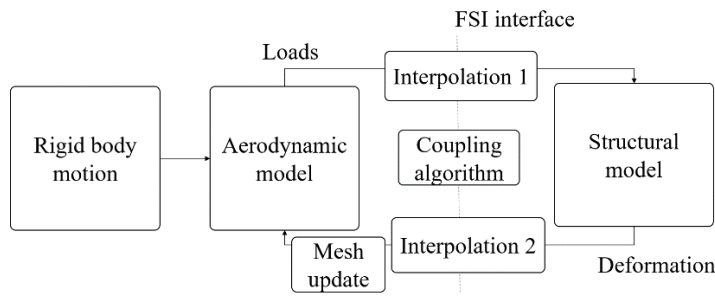 FSI interface
Loads
Interpolation 1
Rigid body
motion
Aerodynamic
model
Coupling
algorithm
Structural
model
Interpolation 2
Mesh
update
Deformation